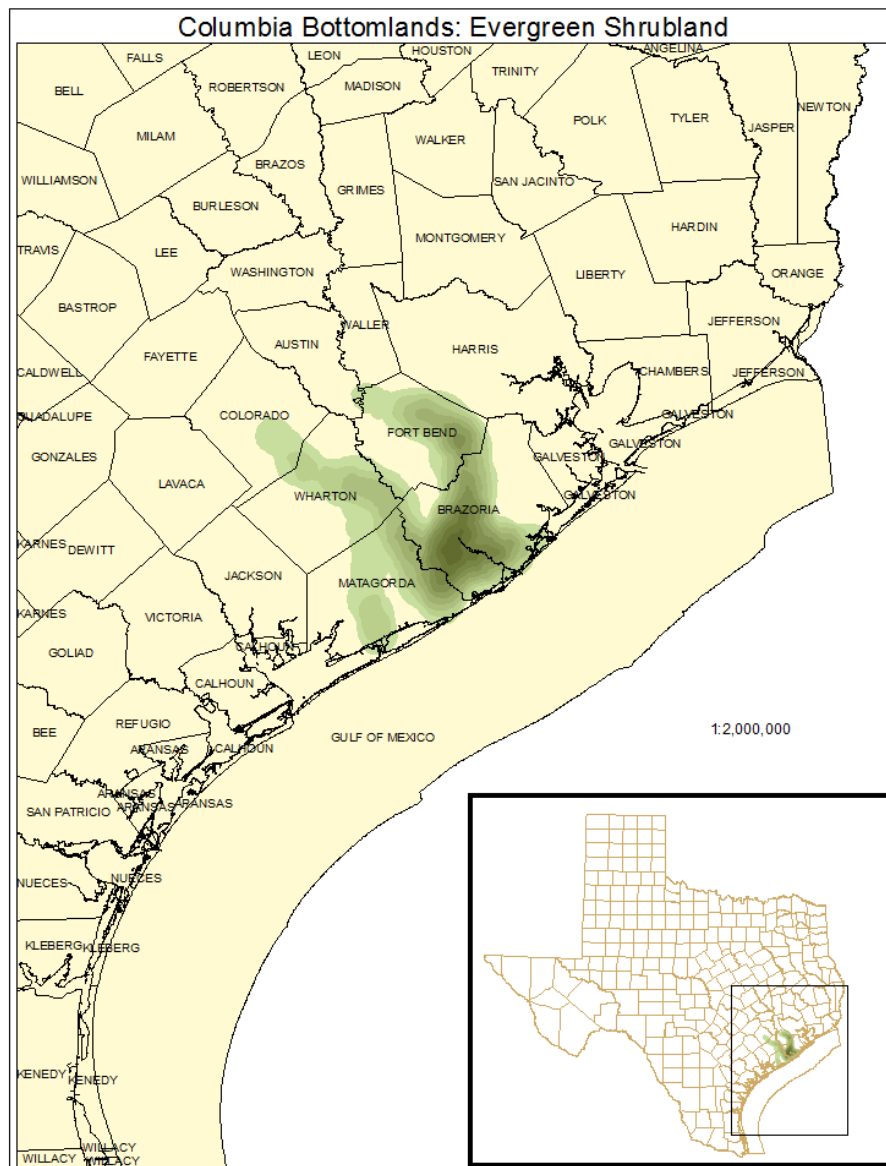 Columbia Bottomlands: Evergreen Shrubland
FALLS
LEON
HOUSTON
ANGELINA
BELL
ROBERTSON
MADISON
TRINITY
NEWTON
MILAM
WALKER
POLK
TYLER
JASPER
WILLIAMSON
BRAZOS
GRIMES
SAN JACINTO
BURLESON
TRAVIS
LEE
MONTGOMERY
HARDIN
WASHINGTON
LIBERTY
ORANGE
BASTROP
WALLER
JEFFERSON
AUSTIN
HARRIS
FAYETTE
CALDWELL
CHAMBERS
JEFFERSON
COLORADO
GUADALUPE
GALVESTON
FORT BEND
GALVESTON
GONZALES
GALVESTON
LAVACA
WHARTON
GALVESTON
BRAZORIA
KARNES
DEWITT
JACKSON
MATAGORDA
KARNES
VICTORIA
CALHOUN
GOLIAD
CALHOUN
REFUGIO
BEE
GULF OF MEXICO
1:2,000,000
ARANSAS
CALHOUN
ARANSAS
SAN PATRICIO
ARANSAS
ARANSAS
NUECES
NUECES
KLEBERG
KLEBERG
KENEDY
KENEDY
WILLACY
WILLACY
WILLACY